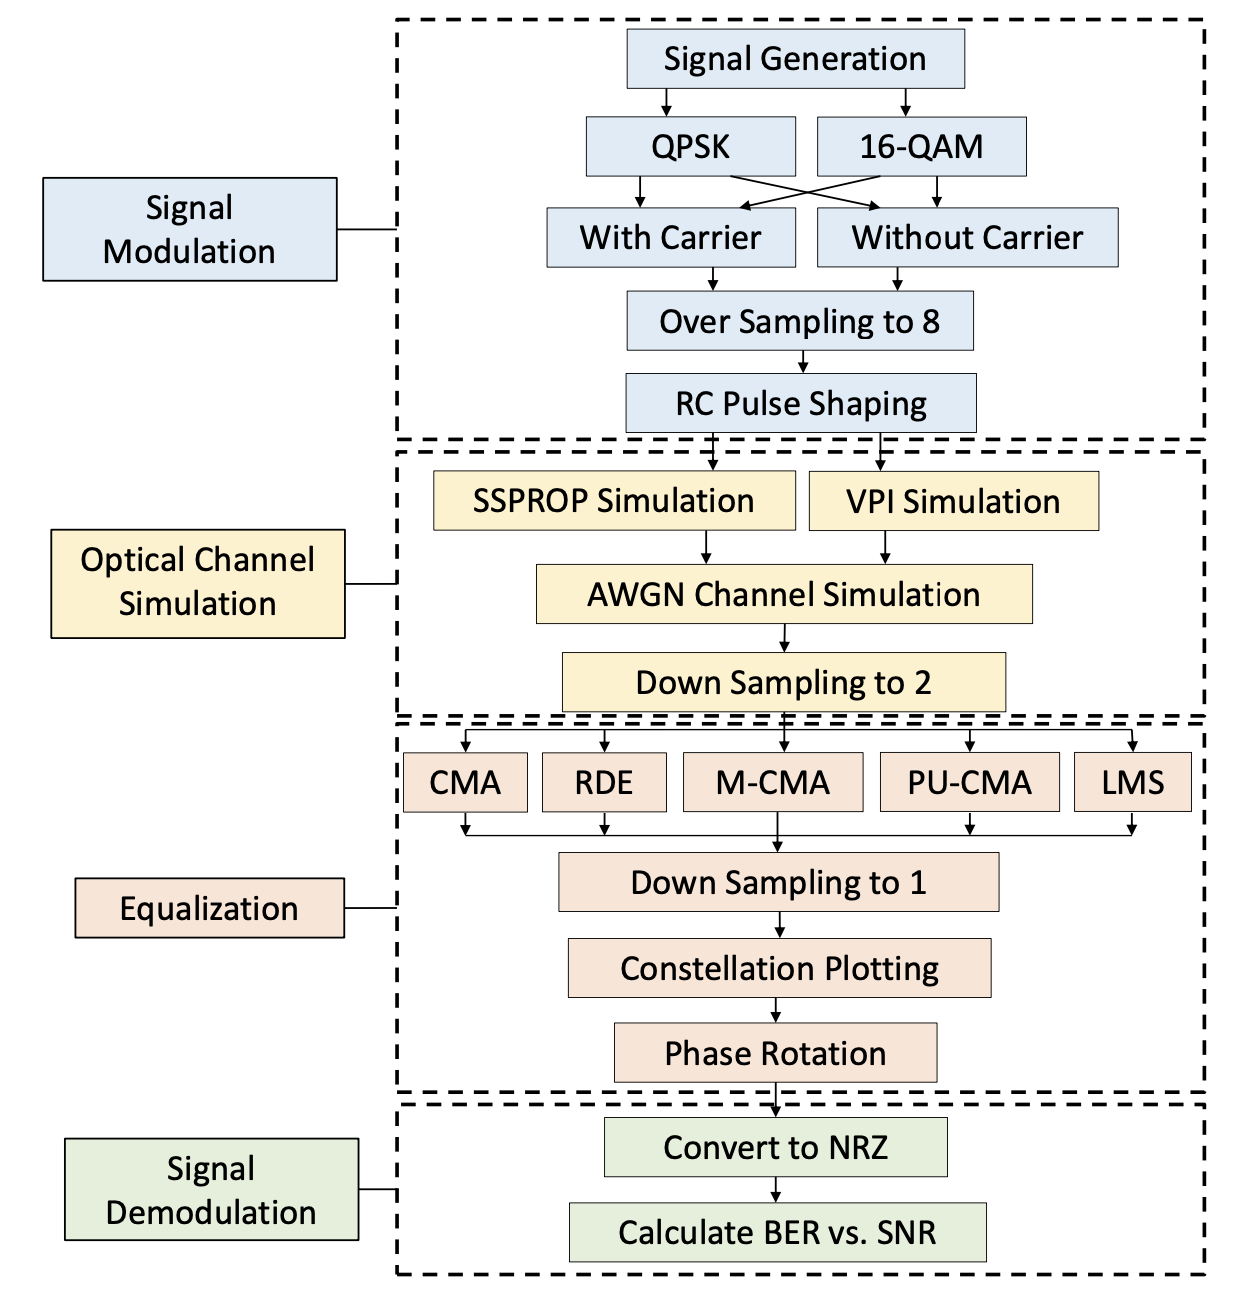 Signal Generation
QPSK
16-QAM
Signal
Modulation
With Carrier
Without Carrier
Over Sampling to 8
RC Pulse Shaping
SSPROP Simulation
VPI Simulation
Optical Channel
Simulation
AWGN Channel Simulation
Down Sampling to 2
CMA
RDE
M-CMA
PU-CMA
LMS
Down Sampling to 1
Equalization
Constellation Plotting
Phase Rotation
Convert to NRZ
Signal
Demodulation
Calculate BER vs. SNR